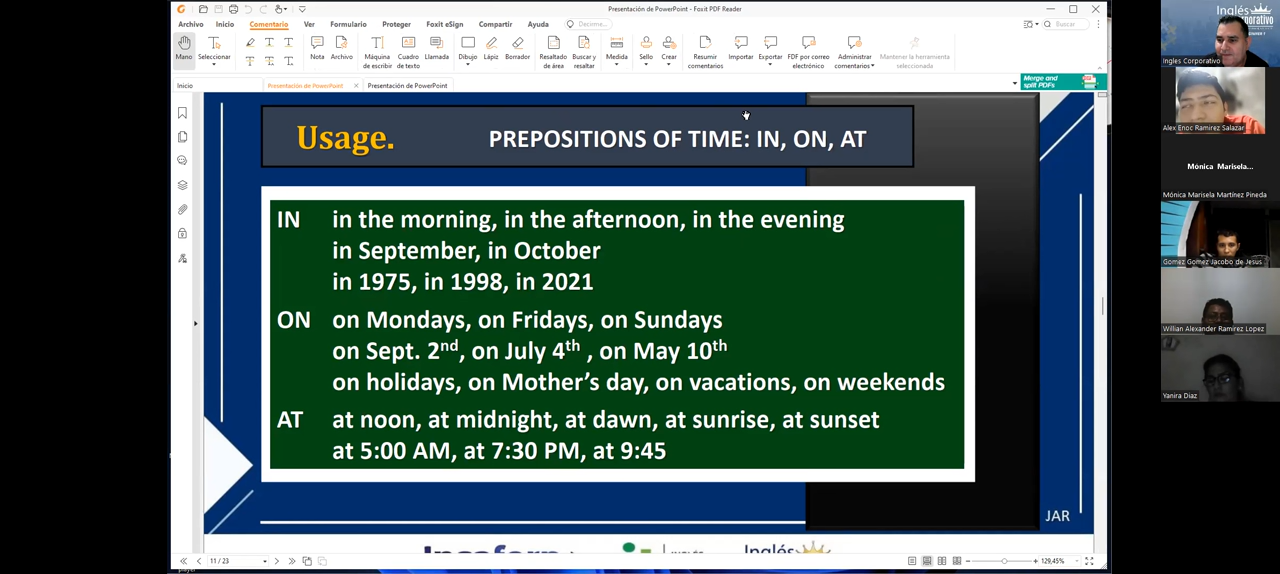 Presentación de PowerPoint - Foxit PDF Reader
Archivo Inicio Comentario Ver Formulario Proteger Foxit eSign Compartir Ayuda Decirme... Buscar
Mano Seleccionar Nota Archivo Máquina de escribir Cuadro de texto Llamada Dibujo Lápiz Borrador Resaltado de área Buscar y resaltar Medida Sello Crear Resumir comentarios Importar Exportar PDF por correo electrónico Administrar comentarios Mantener la herramienta seleccionada
Inicio Presentación de PowerPoint Presentación de PowerPoint
Merge and split PDFs
Usage. PREPOSITIONS OF TIME: IN, ON, AT
IN in the morning, in the afternoon, in the evening
in September, in October
in 1975, in 1998, in 2021
ON on Mondays, on Fridays, on Sundays
on Sept. 2nd, on July 4th , on May 10th
on holidays, on Mother's day, on vacations, on weekends
AT at noon, at midnight, at dawn, at sunrise, at sunset
at 5:00 AM, at 7:30 PM, at 9:45
JAR
11 / 23
129,45%
Inglés
Ingles Corporativo
Alex Enoc Ramirez Salazar
Mónica Marisela...
Mónica Marisela Martínez Pineda
Gomez Gomez Jacobo de Jesus
Willian Alexander Ramirez Lopez
Yanira Diaz